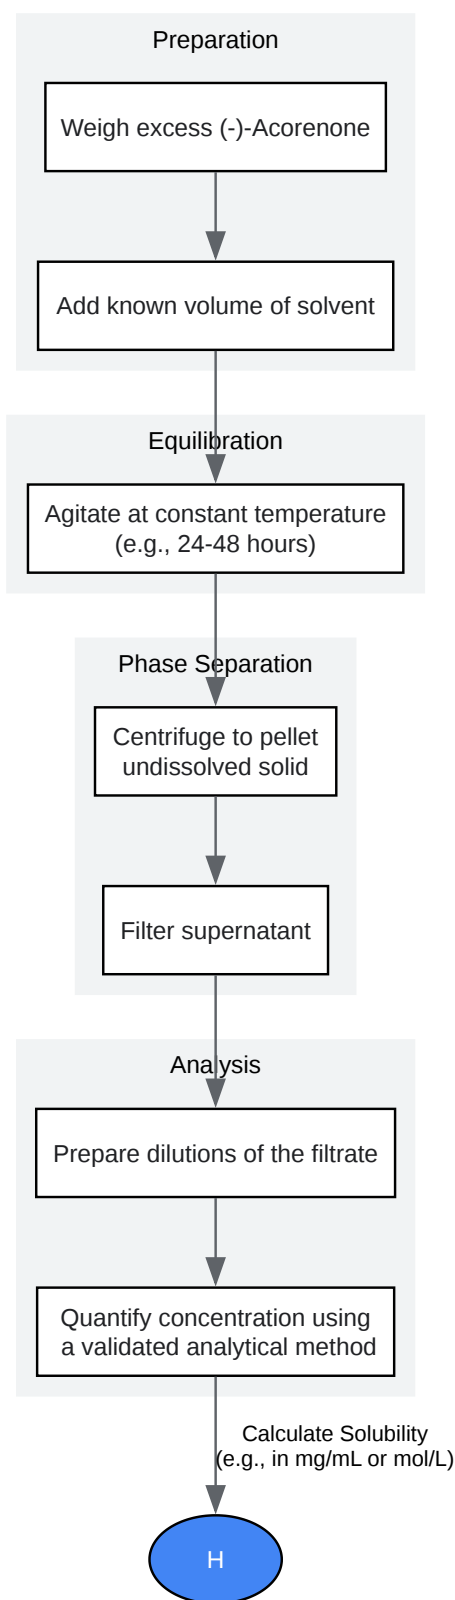 Preparation
Weigh excess (-)-Acorenone
Add known volume of solvent
Equilibration
Agitate at constant temperature
(e.g., 24-48 hours)
Phase Separation
Centrifuge to pellet
undissolved solid
Filter supernatant
Analysis
Prepare dilutions of the filtrate
Quantify concentration using
a validated analytical method
Calculate Solubility
(e.g., in mg/mL or mol/L)
H